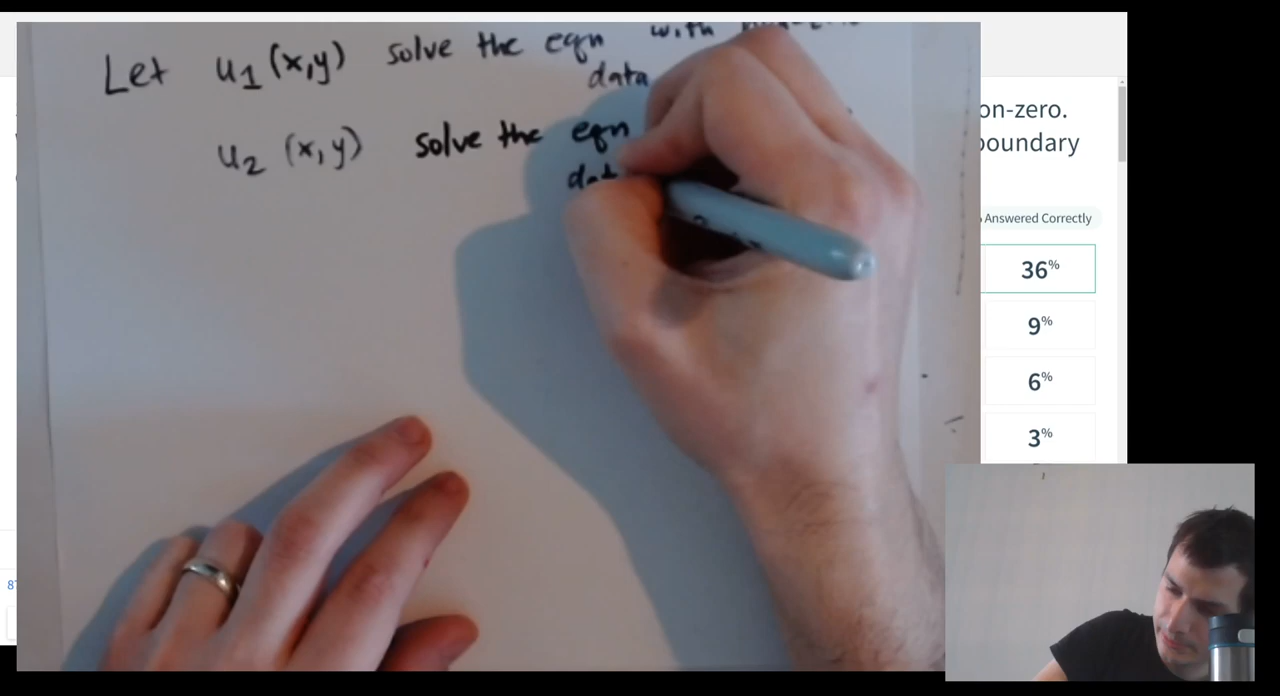 Let u₁(x,y) solve the eqn with
data
u₂ (x,y) solve the eqn
on-zero.
boundary
Answered Correctly
36%
9%
6%
3%